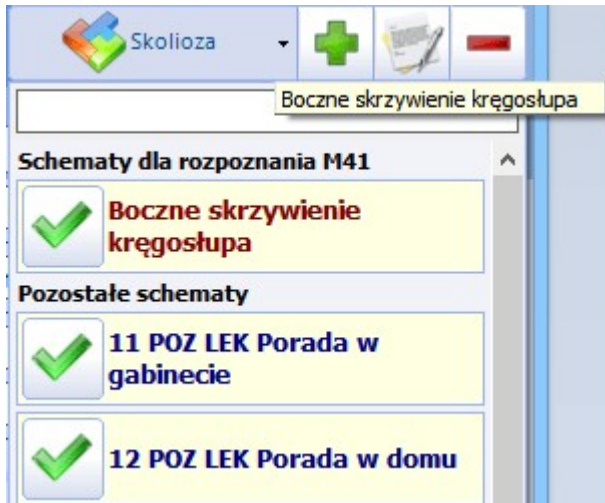 Skolioza
Boczne skrzywienie kręgosłupa
Schematy dla rozpoznania M41
Boczne skrzywienie
kręgosłupa
Pozostałe schematy
11 POZ LEK Porada w
gabinecie
12 POZ LEK Porada w domu